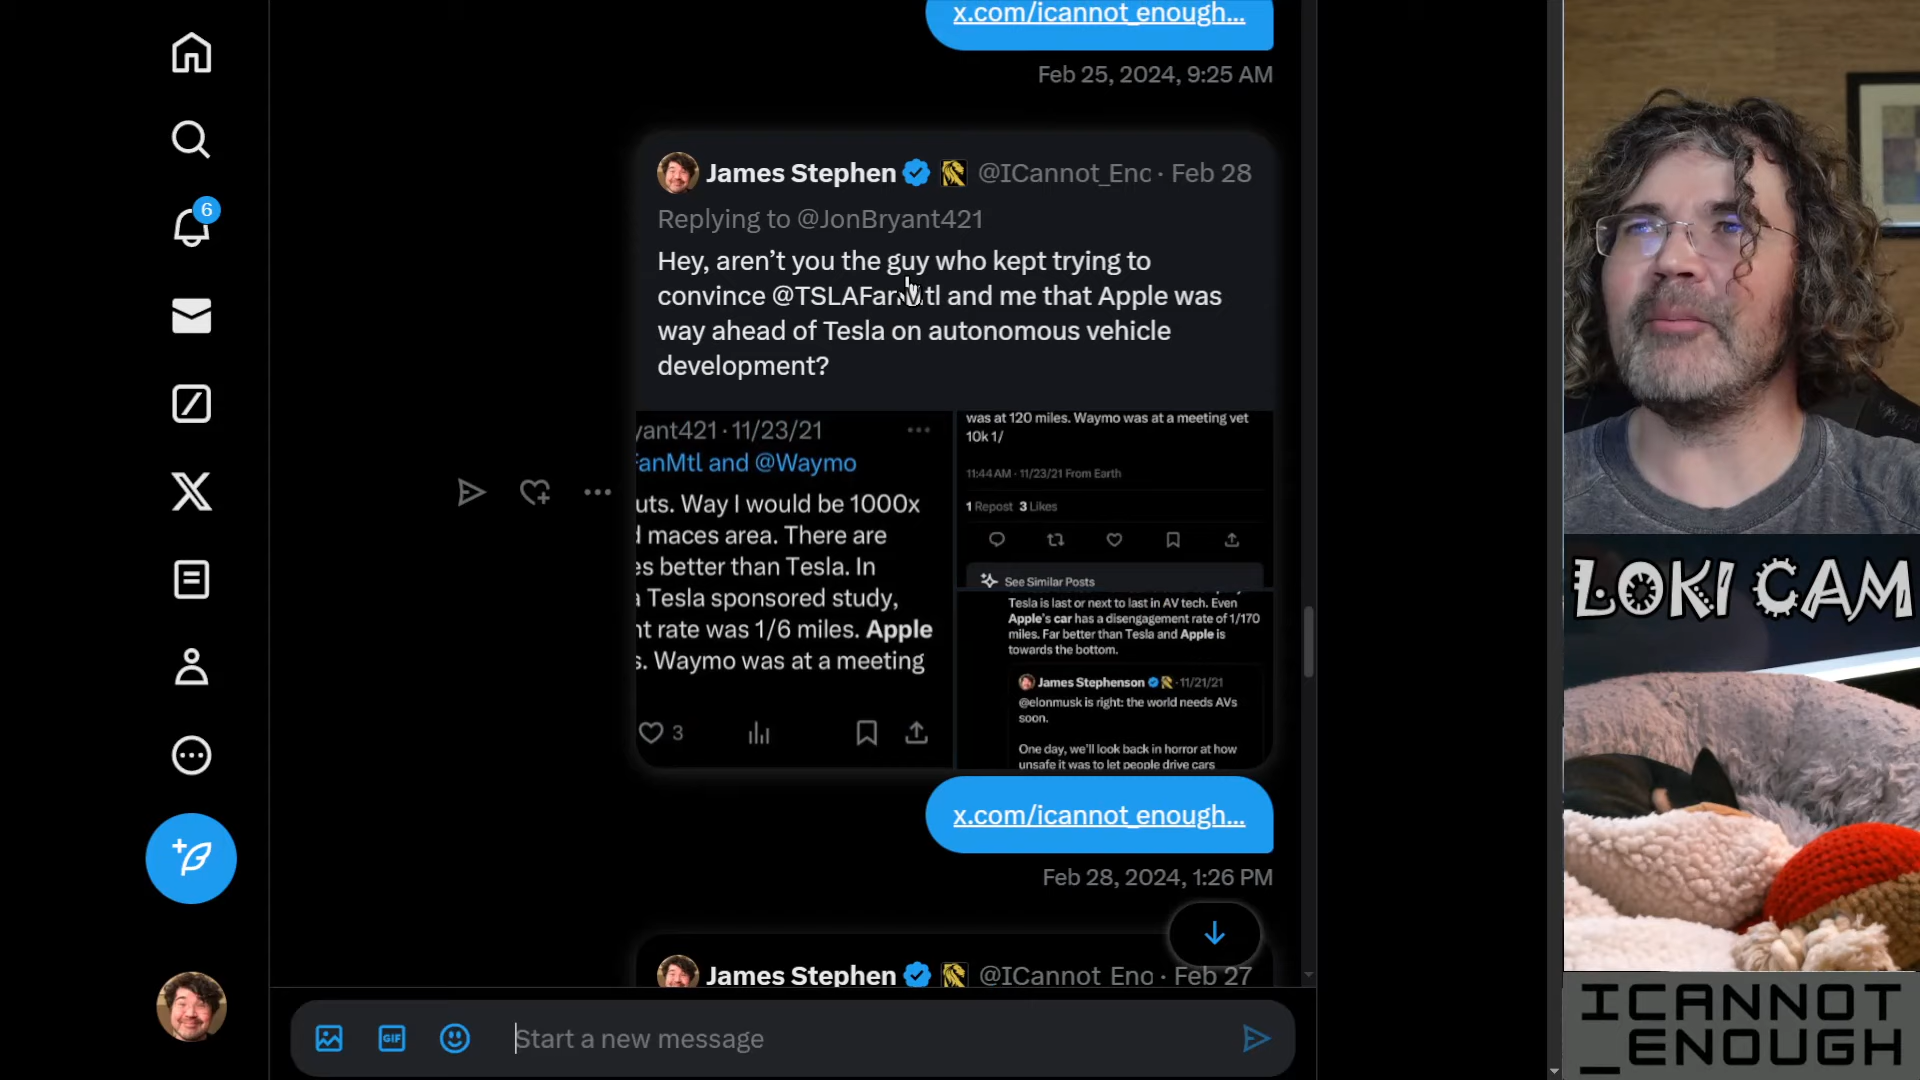 x.com/icannot_enough...
Feb 25, 2024, 9:25 AM
6
James Stephen @ICannot_Enc · Feb 28
Replying to @JonBryant421
Hey, aren't you the guy who kept trying to
convince @TSLAFanMtl and me that Apple was
way ahead of Tesla on autonomous vehicle
development?
yant421 · 11/23/21
FanMtl and @Waymo
uts. Way I would be 1000x
d maces area. There are
es better than Tesla. In
a Tesla sponsored study,
nt rate was 1/6 miles. Apple
s. Waymo was at a meeting
3
was at 120 miles. Waymo was at a meeting vet
10k 1/
11:44 AM · 11/23/21 From Earth
1 Repost 3 Likes
See Similar Posts
Tesla is last or next to last in AV tech. Even
Apple's car has a disengagement rate of 1/170
miles. Far better than Tesla and Apple is
towards the bottom.
James Stephenson · 11/21/21
@elonmusk is right: the world needs AVs
soon.
One day, we'll look back in horror at how
unsafe it was to let people drive cars
x.com/icannot_enough...
Feb 28, 2024, 1:26 PM
James Stephen @ICannot_Enc · Feb 27
GIF
Start a new message
LOKI CAM
ICANNOT
_ENOUGH